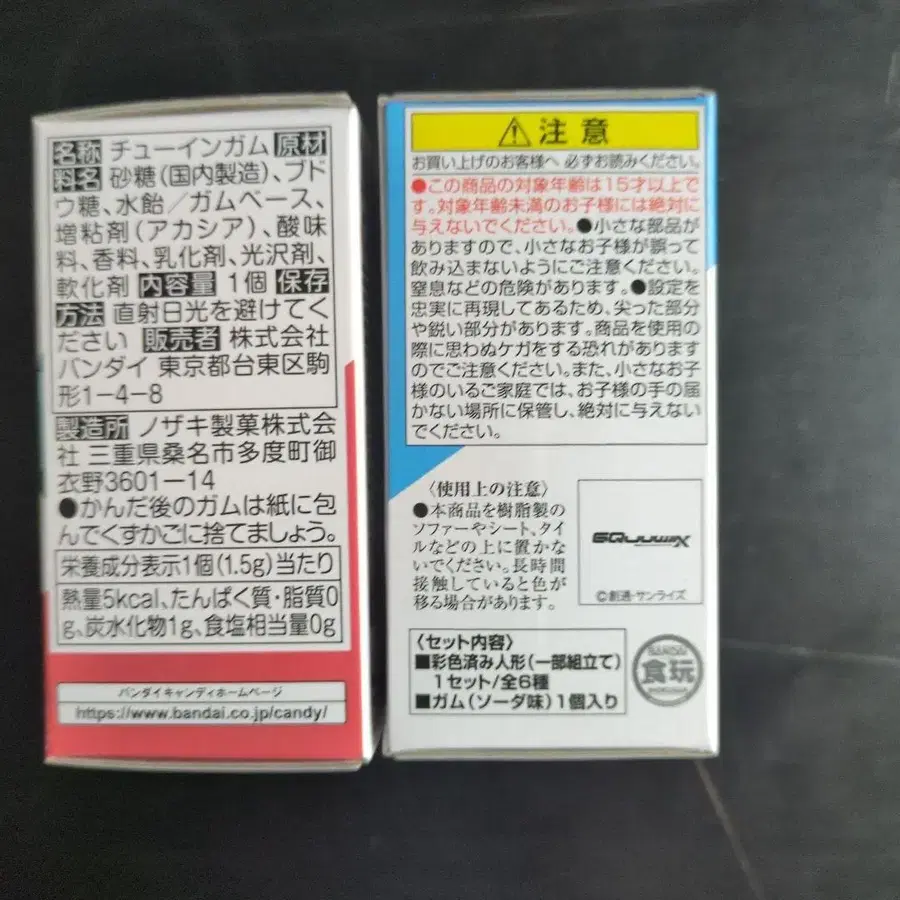 名称 チューインガム 原材
料名 砂糖(国内製造)、ブド
ウ糖、水飴/ガムベース、
増粘剤(アカシア)、酸味
料、香料、乳化剤、光沢剤、
軟化剤 内容量 1個 保存
方法 直射日光を避けてく
ださい 販売者 株式会社
バンダイ 東京都台東区駒
形1-4-8
製造所 ノザキ製菓株式会
社 三重県桑名市多度町御
衣野3601-14
●かんだ後のガムは紙に包
んでくずかごに捨てましょう。
栄養成分表示1個(1.5g)当たり
熱量5kcal、たんぱく質・脂質0
g、炭水化物1g、食塩相当量0g
バンダイキャンディホームページ
https://www.bandai.co.jp/candy/
注意
お買い上げのお客様へ 必ずお読みください。
●この商品の対象年齢は15才以上で
す。対象年齢未満のお子様には絶対に
与えないでください。●小さな部品が
ありますので、小さなお子様が誤って
飲み込まないようにご注意ください。
窒息などの危険があります。●設定を
忠実に再現してあるため、尖った部分
や鋭い部分があります。商品を使用の
際に思わぬケガをする恐れがあります
のでご注意ください。また、小さなお子
様のいるご家庭では、お子様の手の届
かない場所に保管し、絶対に与えない
でください。
〈使用上の注意〉
●本商品を樹脂製の
ソファーやシート、タイ
ルなどの上に置かな
いでください。長時間
接触していると色が
移る場合があります。
GQuuuuuuX
©創通・サンライズ
〈セット内容〉
■彩色済み人形(一部組立て)
1セット/全6種
■ガム(ソーダ味)1個入り
BANDAI
食玩